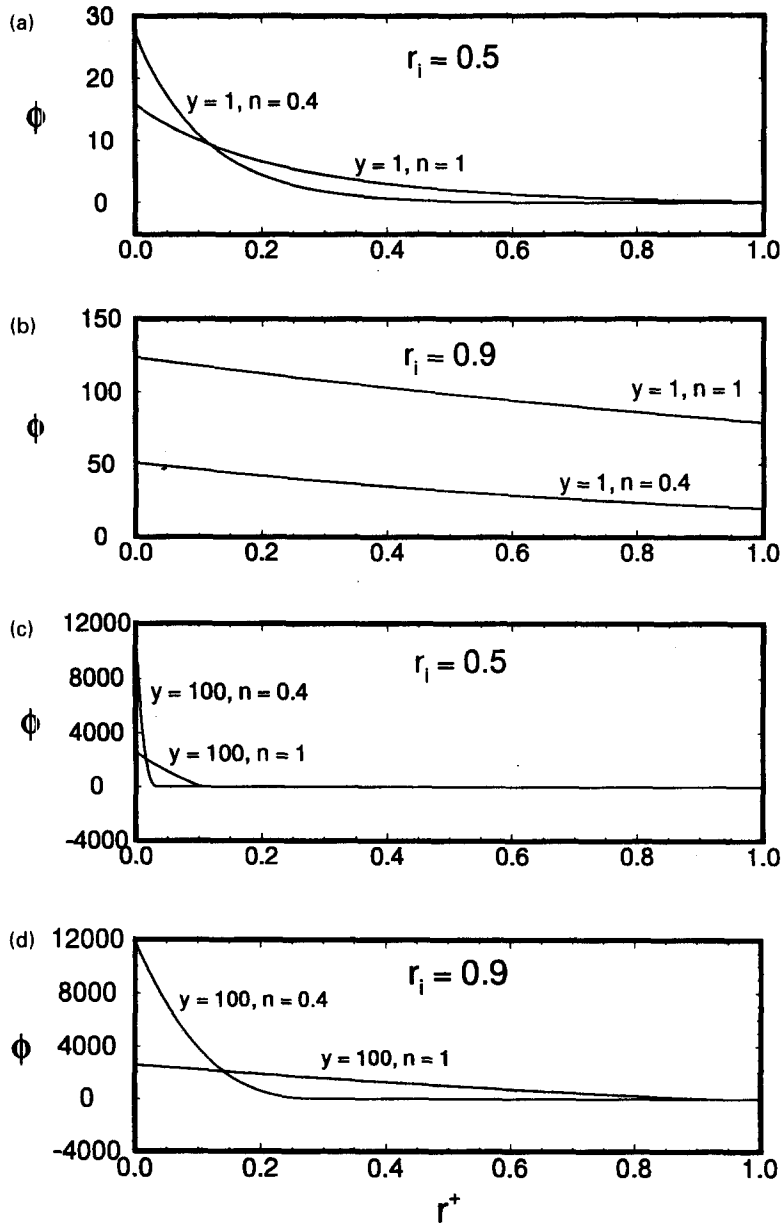 (a)
30
r_i = 0.5
20
y = 1, n = 0.4
ϕ
10
y = 1, n = 1
0
0.0 0.2 0.4 0.6 0.8 1.0
(b)
150
r_i = 0.9
100
y = 1, n = 1
ϕ
50
y = 1, n = 0.4
0
0.0 0.2 0.4 0.6 0.8 1.0
(c)
12000
r_i = 0.5
8000
y = 100, n = 0.4
ϕ
4000
y = 100, n = 1
0
-4000
0.0 0.2 0.4 0.6 0.8 1.0
(d)
12000
r_i = 0.9
8000
y = 100, n = 0.4
ϕ
4000
y = 100, n = 1
0
-4000
0.0 0.2 0.4 0.6 0.8 1.0
r⁺